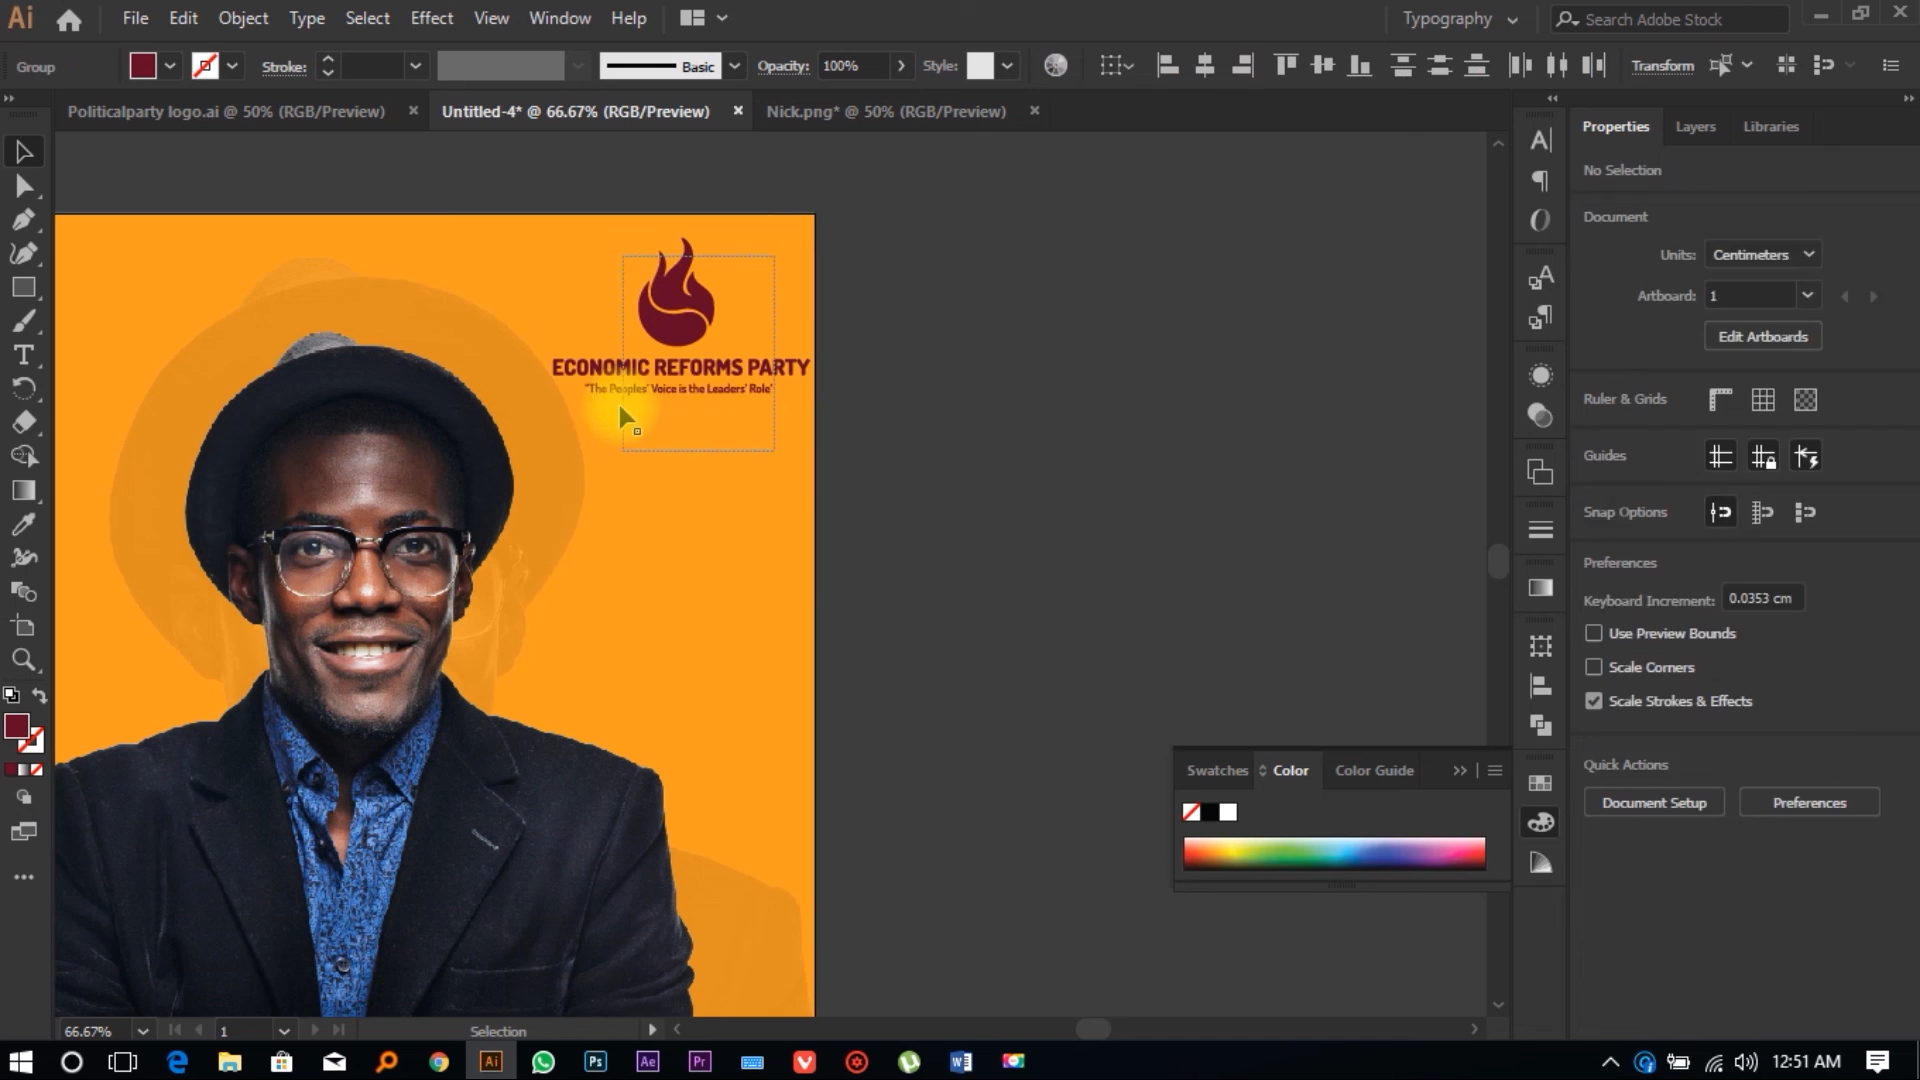 Ai File Edit Object Type Select Effect View Window Help Typography Search Adobe Stock
Group Stroke: Basic Opacity: 100% Style: Transform
Politicalparty logo.ai @ 50% (RGB/Preview) Untitled-4* @ 66.67% (RGB/Preview) Nick.png* @ 50% (RGB/Preview)
Properties Layers Libraries
No Selection
Document
Units: Centimeters
Artboard: 1
Edit Artboards
Ruler & Grids
Guides
Snap Options
Preferences
Keyboard Increment: 0.0353 cm
Use Preview Bounds
Scale Corners
Scale Strokes & Effects
Quick Actions
Document Setup Preferences
ECONOMIC REFORMS PARTY
"The Peoples' Voice is the Leaders' Role"
Swatches Color Color Guide
66.67% 1 Selection
Ai Ps Ae Pr 12:51 AM